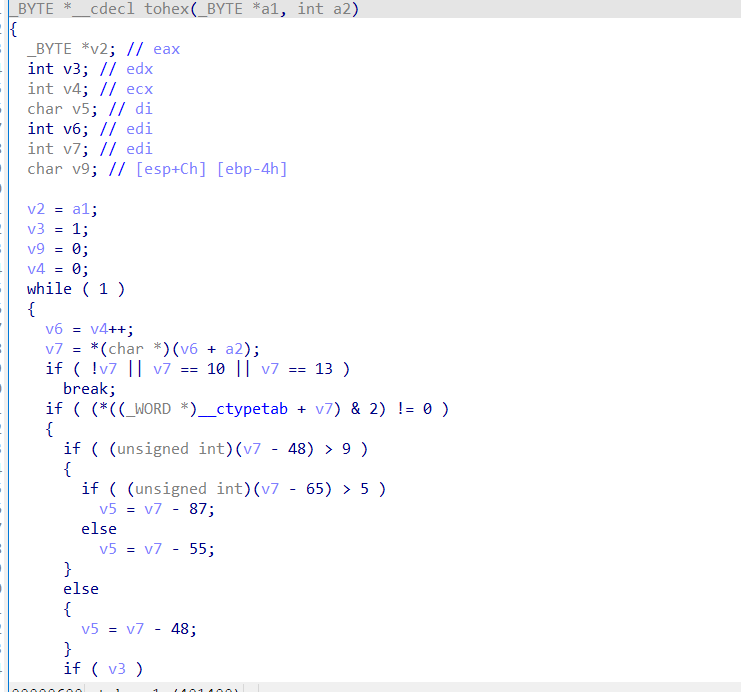 _BYTE *__cdecl tohex(_BYTE *a1, int a2)
{
  _BYTE *v2; // eax
  int v3; // edx
  int v4; // ecx
  char v5; // di
  int v6; // edi
  int v7; // edi
  char v9; // [esp+Ch] [ebp-4h]

  v2 = a1;
  v3 = 1;
  v9 = 0;
  v4 = 0;
  while ( 1 )
  {
    v6 = v4++;
    v7 = *(char *)(v6 + a2);
    if ( !v7 || v7 == 10 || v7 == 13 )
      break;
    if ( (*((_WORD *)__ctypetab + v7) & 2) != 0 )
    {
      if ( (unsigned int)(v7 - 48) > 9 )
      {
        if ( (unsigned int)(v7 - 65) > 5 )
          v5 = v7 - 87;
        else
          v5 = v7 - 55;
      }
      else
      {
        v5 = v7 - 48;
      }
      if ( v3 )